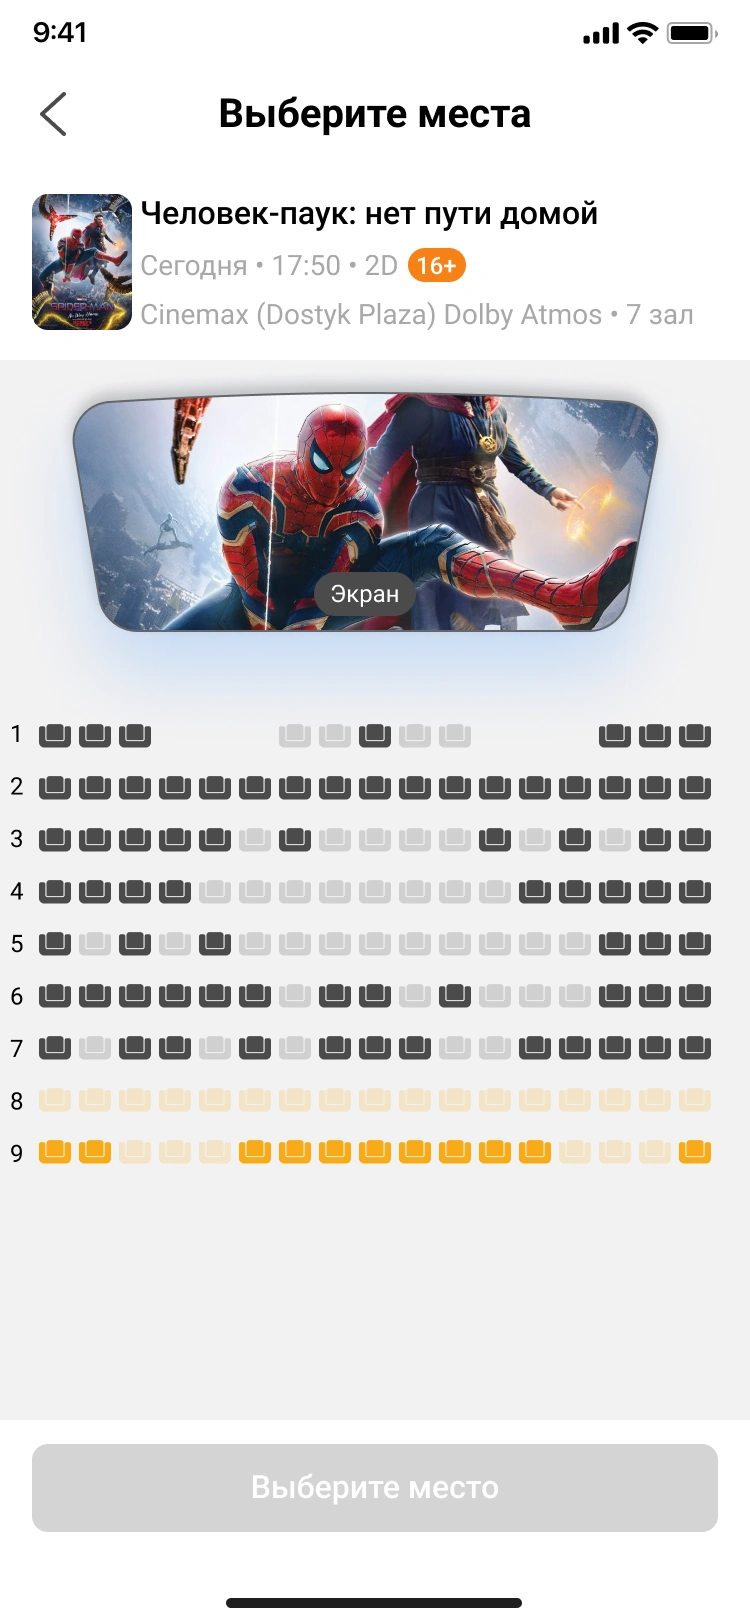 9:41
Выберите места
Человек-паук: нет пути домой
Сегодня • 17:50 • 2D 16+
Cinemax (Dostyk Plaza) Dolby Atmos • 7 зал
Экран
1
2
3
4
5
6
7
8
9
Выберите место